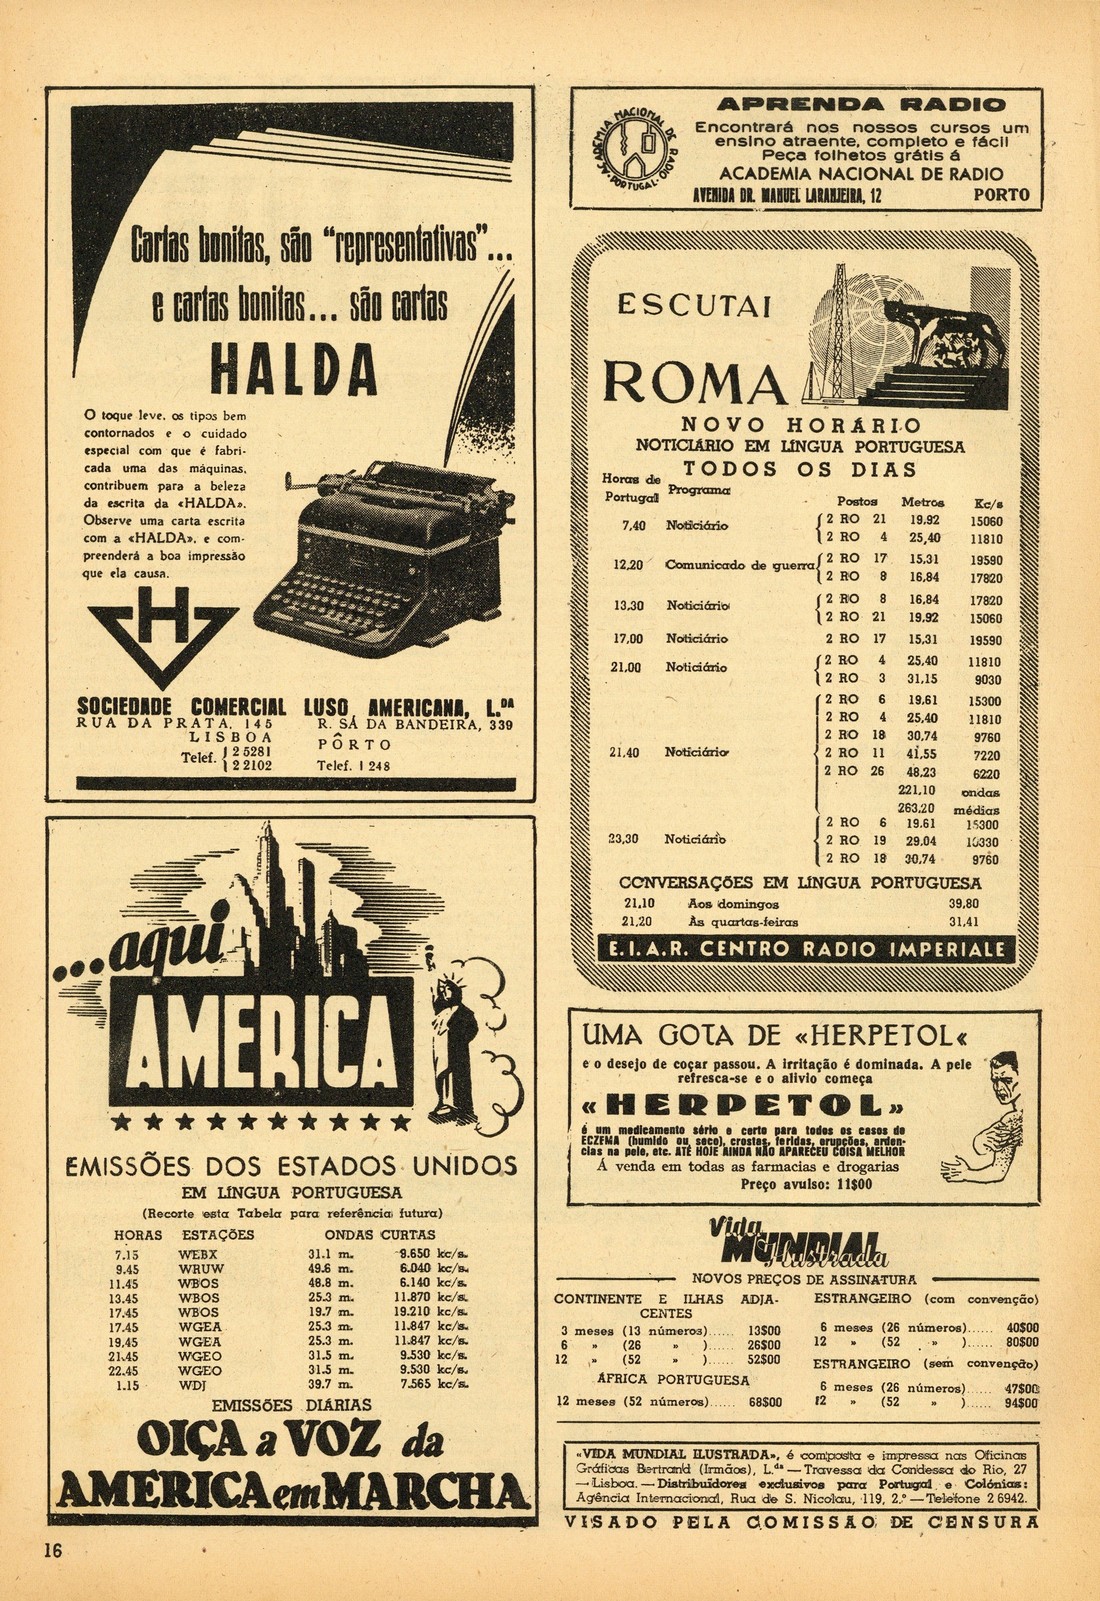 Cartas bonitas, são "representativas"...
e cartas bonitas... são cartas
HALDA
O toque leve, os tipos bem
contornados e o cuidado
especial com que é fabri-
cada uma das máquinas,
contribuem para a beleza
da escrita da «HALDA».
Observe uma carta escrita
com a «HALDA», e com-
preenderá a boa impressão
que ela causa.
H
SOCIEDADE COMERCIAL LUSO AMERICANA, L.DA
RUA DA PRATA, 145 R. SÁ DA BANDEIRA, 339
LISBOA PÔRTO
Telef. 2 5281
2 2102 Telef. 1 248
...aqui
AMERICA
EMISSÕES DOS ESTADOS UNIDOS
EM LÍNGUA PORTUGUESA
(Recorte esta Tabela para referência futura)
HORAS ESTAÇÕES ONDAS CURTAS
7.15 WEBX 31.1 m. 9.650 kc/s.
9.45 WRUW 49.6 m. 6.040 kc/s.
11.45 WBOS 48.8 m. 6.140 kc/s.
13.45 WBOS 25.3 m. 11.870 kc/s.
17.45 WBOS 19.7 m. 19.210 kc/s.
17.45 WGEA 25.3 m. 11.847 kc/s.
19.45 WGEA 25.3 m. 11.847 kc/s.
21.45 WGEO 31.5 m. 9.530 kc/s.
22.45 WGEO 31.5 m. 9.530 kc/s.
1.15 WDJ 39.7 m. 7.565 kc/s.
EMISSÕES DIÁRIAS
OIÇA a VOZ da
AMERICA em MARCHA
16
ACADEMIA NACIONAL DE RADIO
PORTUGAL
APRENDA RADIO
Encontrará nos nossos cursos um
ensino atraente, completo e fácil
Peça folhetos grátis á
ACADEMIA NACIONAL DE RADIO
AVENIDA DR. MANUEL LARANJEIRA, 12 PORTO
ESCUTAI
ROMA
NOVO HORÁRIO
NOTICIÁRIO EM LÍNGUA PORTUGUESA
TODOS OS DIAS
Horas de Portugal Programa Postos Metros Kc/s
7,40 Noticiário 2 RO 21 19,92 15060
2 RO 4 25,40 11810
12,20 Comunicado de guerra 2 RO 17 15,31 19590
2 RO 8 16,84 17820
13,30 Noticiário 2 RO 8 16,84 17820
2 RO 21 19,92 15060
17,00 Noticiário 2 RO 17 15,31 19590
21,00 Noticiário 2 RO 4 25,40 11810
2 RO 3 31,15 9030
2 RO 6 19,61 15300
2 RO 4 25,40 11810
2 RO 18 30,74 9760
21,40 Noticiário 2 RO 11 41,55 7220
2 RO 26 48,23 6220
221,10 ondas
263,20 médias
2 RO 6 19.61 15300
23,30 Noticiário 2 RO 19 29.04 10330
2 RO 18 30,74 9760
CONVERSAÇÕES EM LÍNGUA PORTUGUESA
21,10 Aos domingos 39,80
21,20 Às quartas-feiras 31,41
E.I.A.R. CENTRO RADIO IMPERIALE
UMA GOTA DE «HERPETOL«
e o desejo de coçar passou. A irritação é dominada. A pele
refresca-se e o alivio começa
«HERPETOL»
é um medicamento sério e certo para todos os casos de
ECZEMA (humido ou seco), crostas, feridas, erupções, arden-
cias na pele, etc. ATÉ HOJE AINDA NÃO APARECEU COISA MELHOR
Á venda em todas as farmacias e drogarias
Preço avulso: 11$00
Vida
MUNDIAL
Ilustrada
NOVOS PREÇOS DE ASSINATURA
CONTINENTE E ILHAS ADJA-
CENTES
3 meses (13 números)...... 13$00
6 » (26 » )...... 26$00
12 » (52 » )...... 52$00
ÁFRICA PORTUGUESA
12 meses (52 números)...... 68$00
ESTRANGEIRO (com convenção)
6 meses (26 números)...... 40$00
12 » (52 » )...... 80$00
ESTRANGEIRO (sem convenção)
6 meses (26 números)...... 47$00
12 » (52 » )...... 94$00
«VIDA MUNDIAL ILUSTRADA», é composta e impressa nas Oficinas
Gráficas Bertrand (Irmãos), L.da — Travessa da Condessa do Rio, 27
—Lisboa. — Distribuidores exclusivos para Portugal e Colónias:
Agência Internacional, Rua de S. Nicolau, 119, 2.º — Telefone 2 6942.
VISADO PELA COMISSÃO DE CENSURA